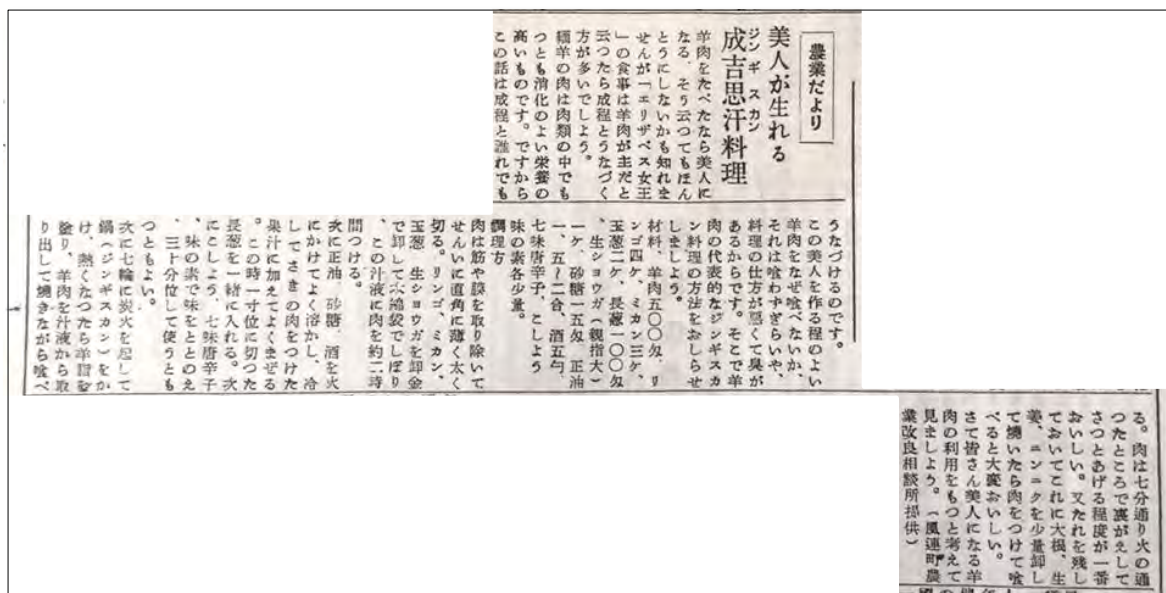 農業だより
美人が生れる
ジンギスカン
成吉思汗料理
羊肉をたべたなら美人に
なる。そう云つてもほん
とうにしないかも知れま
せんが「エリザベス女王
」の食事は羊肉が主だと
云つたら成程とうなづく
方が多いでしよう。
緬羊の肉は肉類の中でも
つとも消化のよい栄養の
高いものです。ですから
この話は成程と誰れでも
うなづけるのです。
この美人を作る程のよい
羊肉をなぜ喰べないか、
それは喰わずぎらいや、
料理の仕方が悪くて臭が
あるからです。そこで羊
肉の代表的なジンギスカ
ン料理の方法をおしらせ
しましよう。
材料、羊肉五〇〇匁、リ
ンゴ四ケ、ミカン三ケ、
玉葱二ケ、長葱一〇〇匁
、生ショウガ（親指大）
一ケ、砂糖一五匁、正油
一、五～二合、酒五勺、
七味唐辛子、こしよう
味の素各少量。
調理方
肉は筋や膜を取り除いて
せんいに直角に薄く太く
切る。リンゴ、ミカン、
玉葱 生ショウガを卸金
で卸して木綿袋でしぼり
、この汁液に肉を約二時
間つける。
次に正油、砂糖、酒を火
にかけてよく溶かし、冷
してさきの肉をつけた
果汁に加えてよくまぜる
。この時一寸位に切つた
長葱を一緒に入れる。次
にこしよう、七味唐辛子
、味の素で味をととのえ
、三十分位して使うとも
つともよい。
次に七輪に炭火を起して
鍋（ジンギスカン）をか
け、熱くなつたら羊脂を
塗り、羊肉を汁液から取
り出して焼きながら喰べ
る。肉は七分通り火の通
つたところで裏がえして
さつとあげる程度が一番
おいしい。又たれを残し
ておいてこれに大根、生
姜、ニンニクを少量卸し
て焼いたら肉をつけて喰
べると大変おいしい。
さて皆さん美人になる羊
肉の利用をもつと考えて
見ましよう。（風連町農
業改良相談所提供）